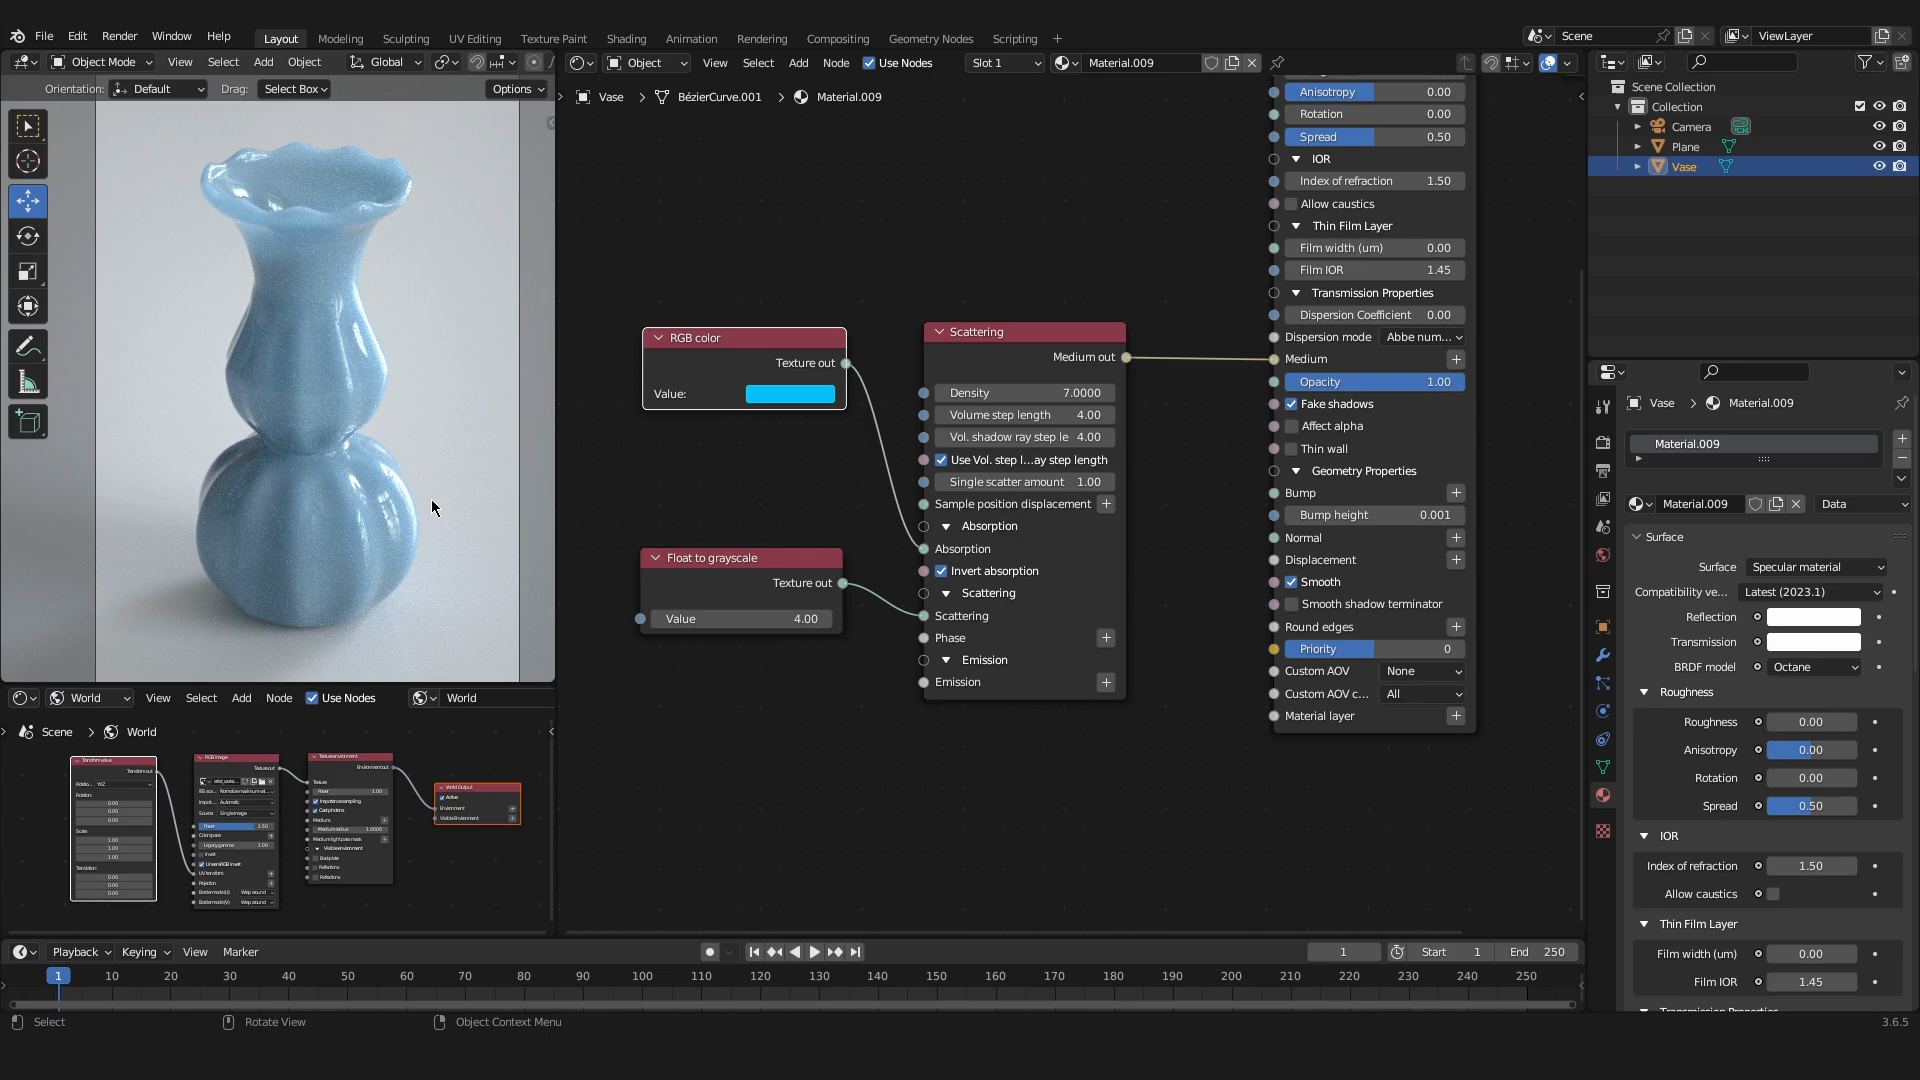 File Edit Render Window Help Layout Modeling Sculpting UV Editing Texture Paint Shading Animation Rendering Compositing Geometry Nodes Scripting + Scene ViewLayer
Object Mode View Select Add Object Global Object View Select Add Node Use Nodes Slot 1 Material.009
Orientation: Default Drag: Select Box Options
Vase > BézierCurve.001 > Material.009
Scene Collection
Collection
Camera
Plane
Vase
Anisotropy 0.00
Rotation 0.00
Spread 0.50
IOR
Index of refraction 1.50
Allow caustics
Thin Film Layer
Film width (um) 0.00
Film IOR 1.45
Transmission Properties
Dispersion Coefficient 0.00
Dispersion mode Abbe num...
Medium
Opacity 1.00
Fake shadows
Affect alpha
Thin wall
Geometry Properties
Bump
Bump height 0.001
Normal
Displacement
Smooth
Smooth shadow terminator
Round edges
Priority 0
Custom AOV None
Custom AOV c... All
Material layer
RGB color
Texture out
Value:
Float to grayscale
Texture out
Value 4.00
Scattering
Medium out
Density 7.0000
Volume step length 4.00
Vol. shadow ray step le 4.00
Use Vol. step l...ay step length
Single scatter amount 1.00
Sample position displacement
Absorption
Absorption
Invert absorption
Scattering
Scattering
Phase
Emission
Emission
Vase > Material.009
Material.009
Material.009 Data
Surface
Surface Specular material
Compatibility ve... Latest (2023.1)
Reflection
Transmission
BRDF model Octane
Roughness
Roughness 0.00
Anisotropy 0.00
Rotation 0.00
Spread 0.50
IOR
Index of refraction 1.50
Allow caustics
Thin Film Layer
Film width (um) 0.00
Film IOR 1.45
Transmission Properties
World View Select Add Node Use Nodes World
Scene > World
Transform value
RGB image
Texture environment
World Output
Active
Environment
Visible Environment
Playback Keying View Marker 1 Start 1 End 250
1 10 20 30 40 50 60 70 80 90 100 110 120 130 140 150 160 170 180 190 200 210 220 230 240 250
Select Rotate View Object Context Menu 3.6.5